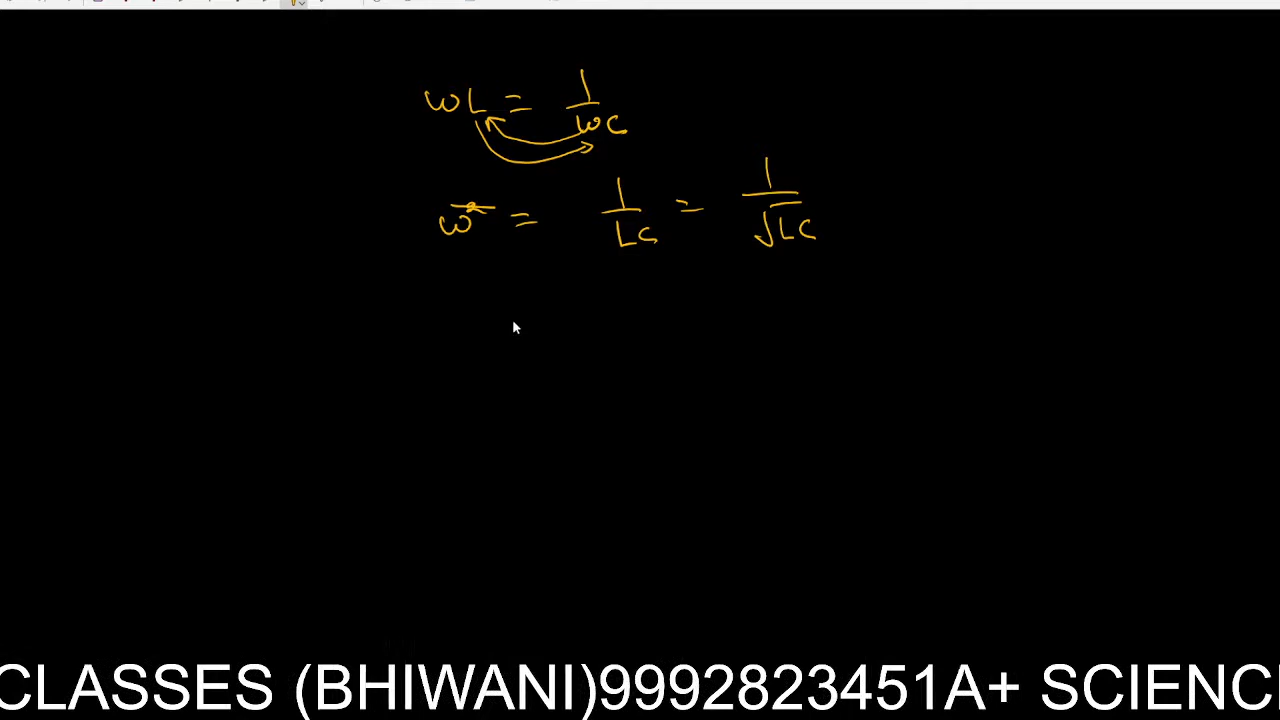 ωL = 1/ωC
ω² = 1/LC = 1/√LC
CLASSES (BHIWANI)9992823451A+ SCIENC